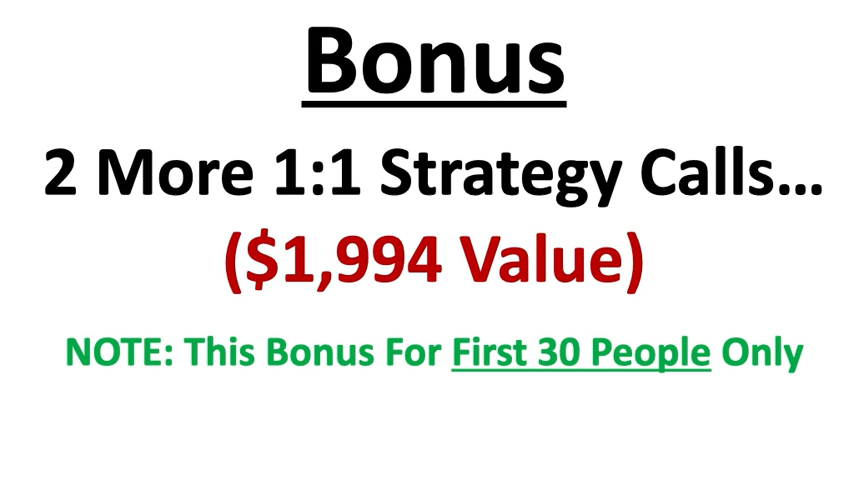 Bonus
2 More 1:1 Strategy Calls...
($1,994 Value)
NOTE: This Bonus For First 30 People Only